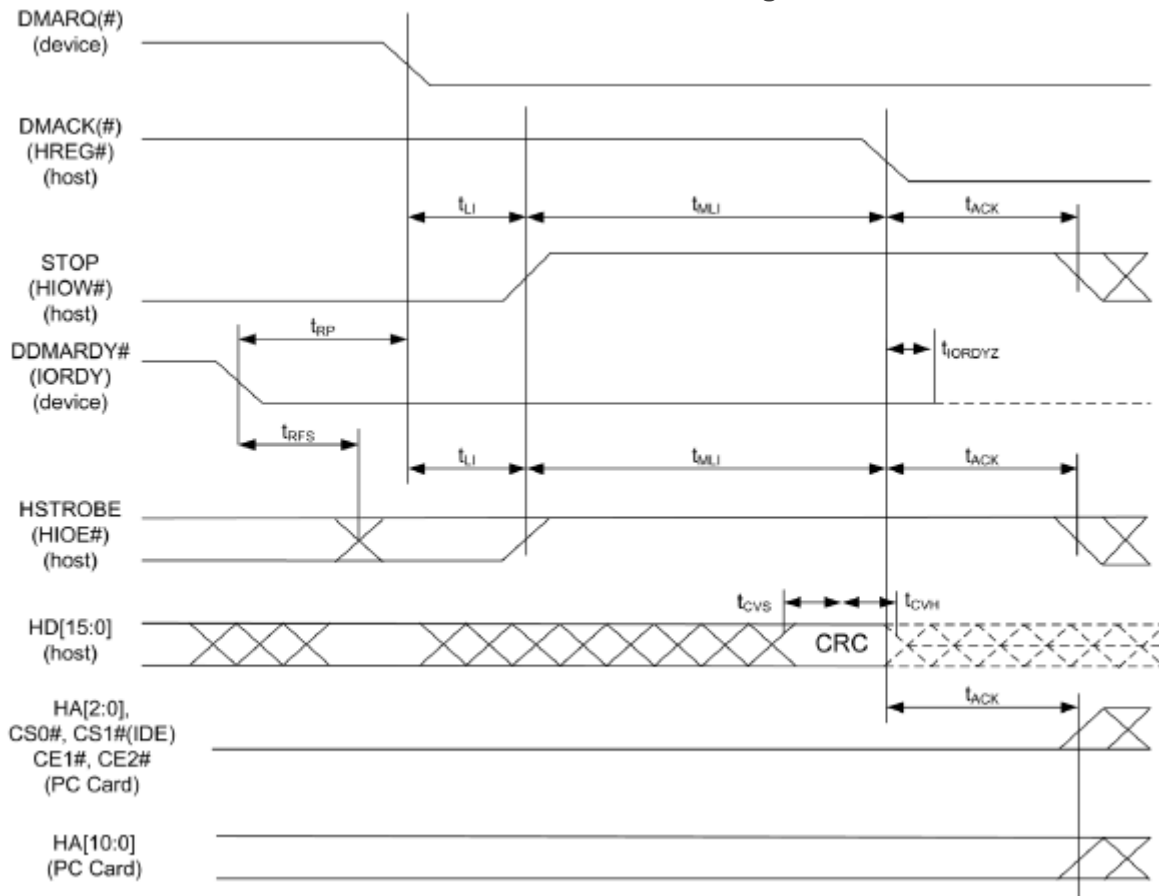 DMARQ(#)
(device)
DMACK(#)
(HREG#)
(host)
tLI
tMLI
tACK
STOP
(HIOW#)
(host)
tRP
DDMARDY#
(IORDY)
(device)
tIORDYZ
tRFS
tLI
tMLI
tACK
HSTROBE
(HIOE#)
(host)
tCVS
tCVH
HD[15:0]
(host)
CRC
tACK
HA[2:0],
CS0#, CS1#(IDE)
CE1#, CE2#
(PC Card)
HA[10:0]
(PC Card)